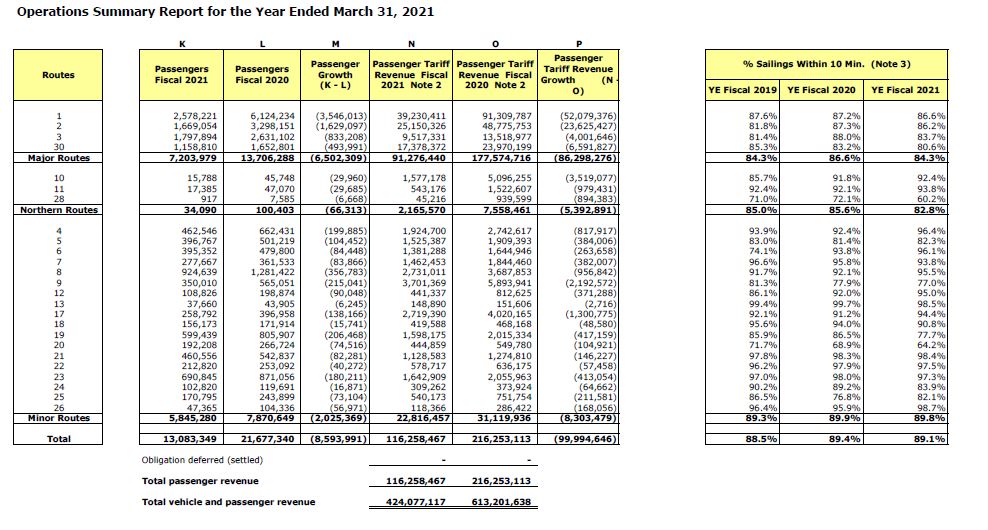 Operations Summary Report for the Year Ended March 31, 2021
K L M N O P
Routes Passengers Fiscal 2021 Passengers Fiscal 2020 Passenger Growth (K - L) Passenger Tariff Revenue Fiscal 2021 Note 2 Passenger Tariff Revenue Fiscal 2020 Note 2 Passenger Tariff Revenue Growth (N - O) % Sailings Within 10 Min. (Note 3)
YE Fiscal 2019 YE Fiscal 2020 YE Fiscal 2021
1 2,578,221 6,124,234 (3,546,013) 39,230,411 91,309,787 (52,079,376) 87.6% 87.2% 86.6%
2 1,669,054 3,298,151 (1,629,097) 25,150,326 48,775,753 (23,625,427) 81.8% 87.3% 86.2%
3 1,797,894 2,631,102 (833,208) 9,517,331 13,518,977 (4,001,646) 81.4% 88.0% 83.7%
30 1,158,810 1,652,801 (493,991) 17,378,372 23,970,199 (6,591,827) 85.3% 83.2% 80.6%
Major Routes 7,203,979 13,706,288 (6,502,309) 91,276,440 177,574,716 (86,298,276) 84.3% 86.6% 84.3%
10 15,788 45,748 (29,960) 1,577,178 5,096,255 (3,519,077) 85.7% 91.8% 92.4%
11 17,385 47,070 (29,685) 543,176 1,522,607 (979,431) 92.4% 92.1% 93.8%
28 917 7,585 (6,668) 45,216 939,599 (894,383) 71.0% 72.1% 60.2%
Northern Routes 34,090 100,403 (66,313) 2,165,570 7,558,461 (5,392,891) 85.0% 85.6% 82.8%
4 462,546 662,431 (199,885) 1,924,700 2,742,617 (817,917) 93.9% 92.4% 96.4%
5 396,767 501,219 (104,452) 1,525,387 1,909,393 (384,006) 83.0% 81.4% 82.3%
6 395,352 479,800 (84,448) 1,381,288 1,644,946 (263,658) 74.1% 93.8% 96.1%
7 277,667 361,533 (83,866) 1,462,453 1,844,460 (382,007) 96.6% 95.8% 93.8%
8 924,639 1,281,422 (356,783) 2,731,011 3,687,853 (956,842) 91.7% 92.1% 95.5%
9 350,010 565,051 (215,041) 3,701,369 5,893,941 (2,192,572) 81.3% 77.9% 77.0%
12 108,826 198,874 (90,048) 441,337 812,625 (371,288) 86.1% 92.0% 95.0%
13 37,660 43,905 (6,245) 148,890 151,606 (2,716) 99.4% 99.7% 98.5%
17 258,792 396,958 (138,166) 2,719,390 4,020,165 (1,300,775) 92.1% 91.2% 94.4%
18 156,173 171,914 (15,741) 419,588 468,168 (48,580) 95.6% 94.0% 90.8%
19 599,439 805,907 (206,468) 1,598,175 2,015,334 (417,159) 85.9% 86.5% 77.7%
20 192,208 266,724 (74,516) 444,859 549,780 (104,921) 71.7% 68.9% 64.2%
21 460,556 542,837 (82,281) 1,128,583 1,274,810 (146,227) 97.8% 98.3% 98.4%
22 212,820 253,092 (40,272) 578,717 636,175 (57,458) 96.2% 97.9% 97.5%
23 690,845 871,056 (180,211) 1,642,909 2,055,963 (413,054) 97.0% 98.0% 97.3%
24 102,820 119,691 (16,871) 309,262 373,924 (64,662) 90.2% 89.2% 83.9%
25 170,795 243,899 (73,104) 540,173 751,754 (211,581) 86.5% 76.8% 82.1%
26 47,365 104,336 (56,971) 118,366 286,422 (168,056) 96.4% 95.9% 98.7%
Minor Routes 5,845,280 7,870,649 (2,025,369) 22,816,457 31,119,936 (8,303,479) 89.3% 89.9% 89.8%
Total 13,083,349 21,677,340 (8,593,991) 116,258,467 216,253,113 (99,994,646) 88.5% 89.4% 89.1%
Obligation deferred (settled) - -
Total passenger revenue 116,258,467 216,253,113
Total vehicle and passenger revenue 424,077,117 613,201,638